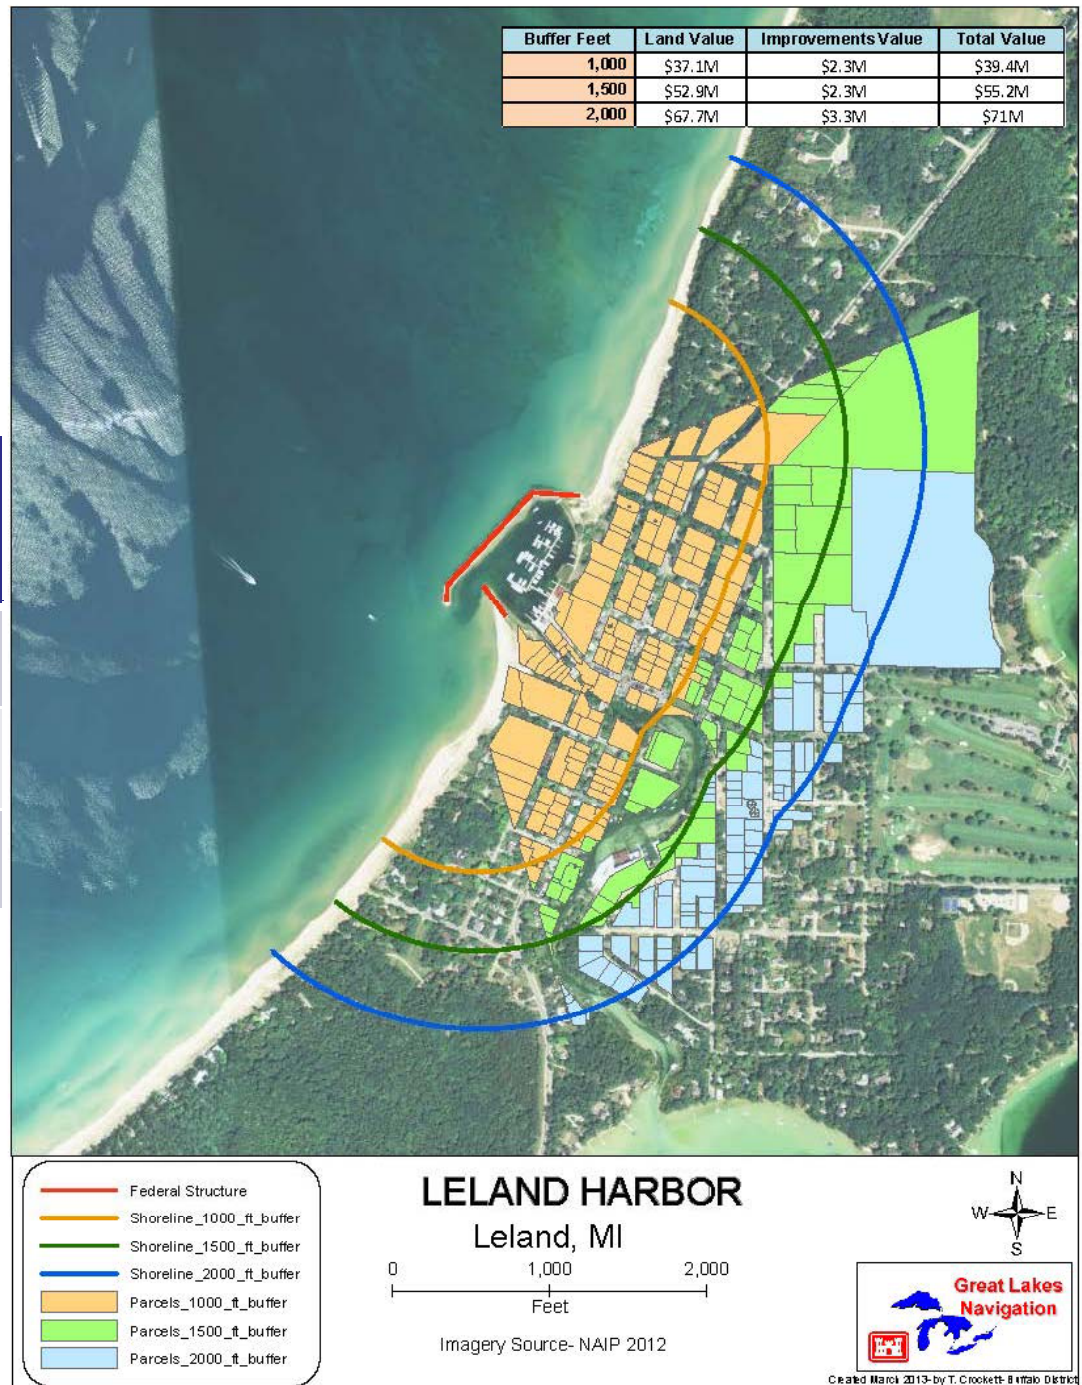 Buffer Feet Land Value Improvements Value Total Value
1,000 $37.1M $2.3M $39.4M
1,500 $52.9M $2.3M $55.2M
2,000 $67.7M $3.3M $71M
Federal Structure
Shoreline_1000_ft_buffer
Shoreline_1500_ft_buffer
Shoreline_2000_ft_buffer
Parcels_1000_ft_buffer
Parcels_1500_ft_buffer
Parcels_2000_ft_buffer
LELAND HARBOR
Leland, MI
0 1,000 2,000
Feet
Imagery Source- NAIP 2012
N
W E
S
Great Lakes
Navigation
Created March 2013-by T. Crockett- Buffalo District